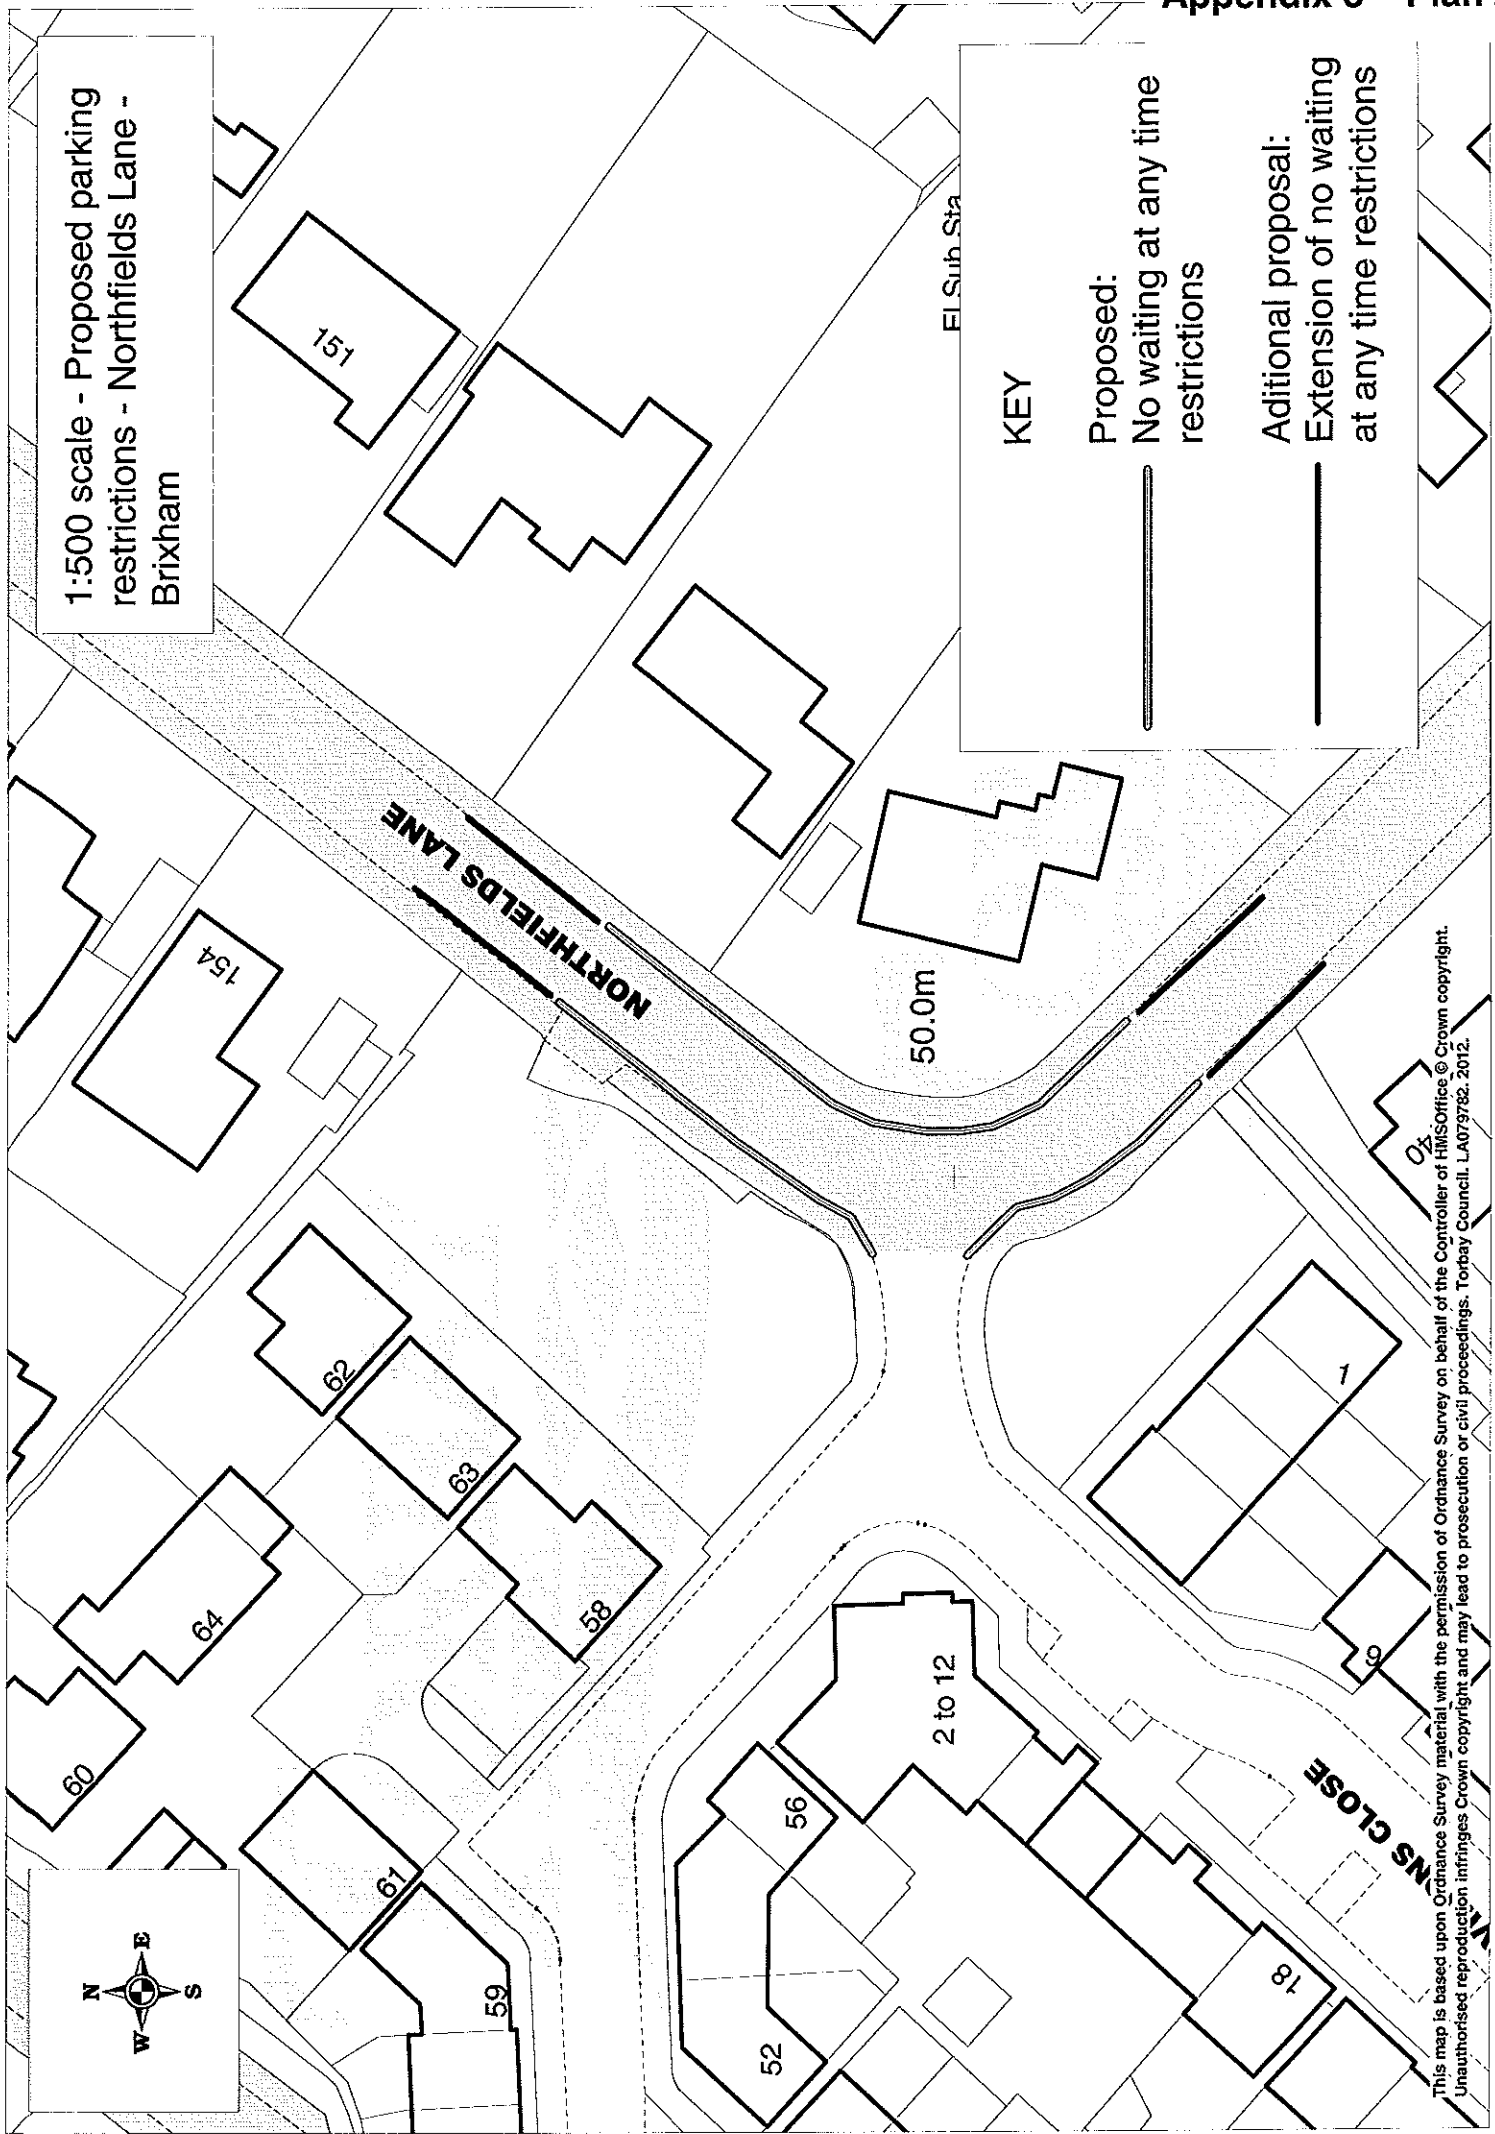 1:500 scale - Proposed parking
restrictions - Northfields Lane -
Brixham
151
154
NORTHFIELDS LANE
El Sub Sta
KEY
Proposed:
No waiting at any time
restrictions
Aditional proposal:
Extension of no waiting
at any time restrictions
50.0m
62
63
64
58
60
61
59
56
52
2 to 12
18
1
9
40
CLOSE
N
W
E
S
This map is based upon Ordnance Survey material with the permission of Ordnance Survey on behalf of the Controller of HMSOffice © Crown copyright.
Unauthorised reproduction infringes Crown copyright and may lead to prosecution or civil proceedings. Torbay Council. LA079782. 2012.